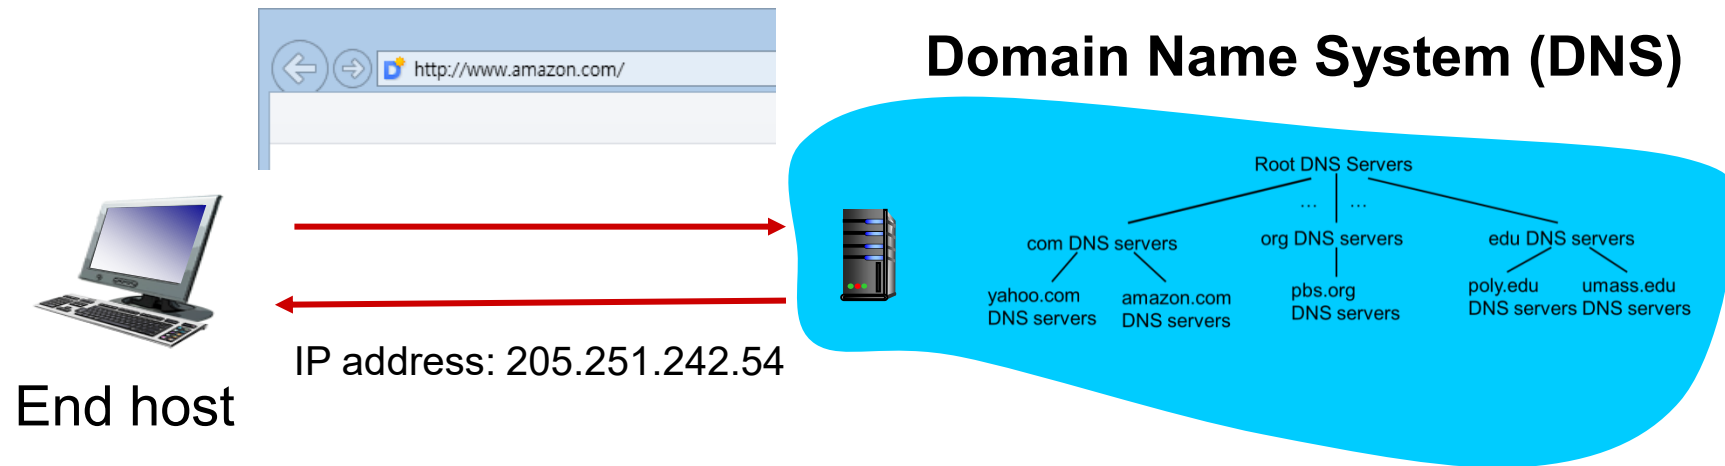 Domain Name System (DNS)
http://www.amazon.com/
Root DNS Servers
... ...
com DNS servers
org DNS servers
edu DNS servers
yahoo.com
DNS servers
amazon.com
DNS servers
pbs.org
DNS servers
poly.edu
DNS servers
umass.edu
DNS servers
IP address: 205.251.242.54
End host